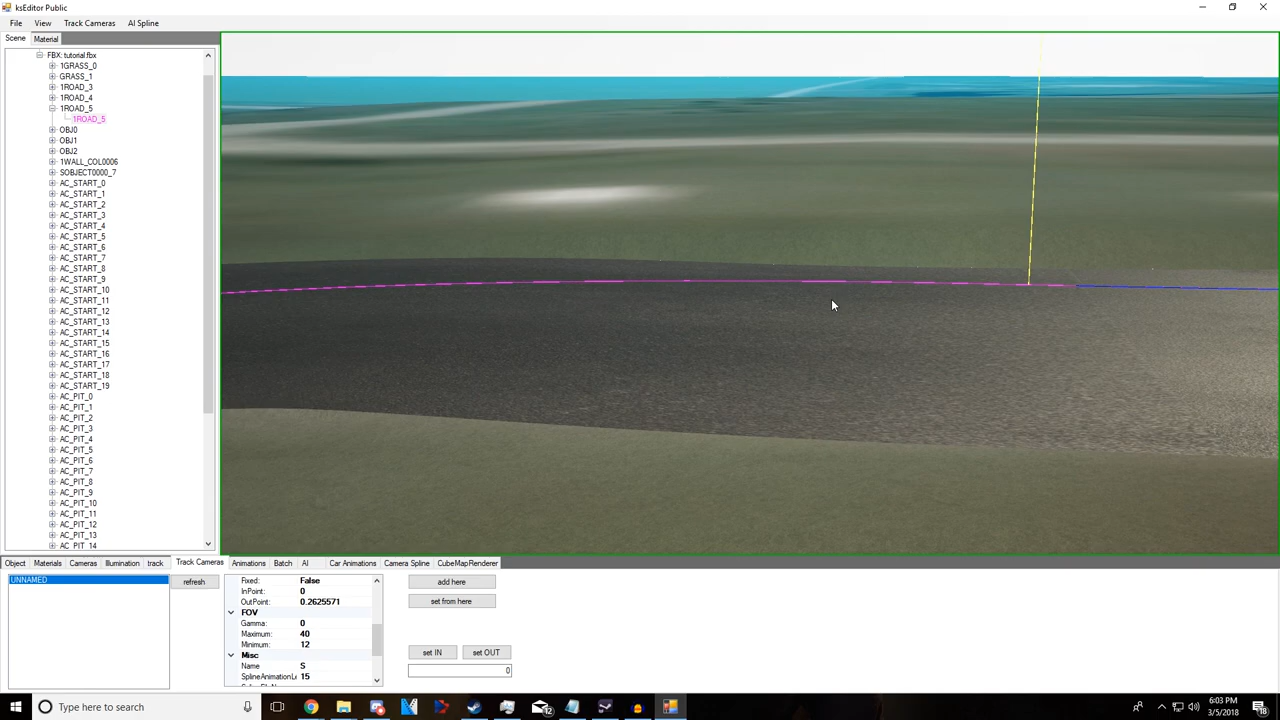 ksEditor Public
File View Track Cameras AI Spline
Scene Material
FBX: tutorial.fbx
1GRASS_0
GRASS_1
1ROAD_3
1ROAD_4
1ROAD_5
1ROAD_5
OBJ0
OBJ1
OBJ2
1WALL_COL0006
SOBJECT0000_7
AC_START_0
AC_START_1
AC_START_2
AC_START_3
AC_START_4
AC_START_5
AC_START_6
AC_START_7
AC_START_8
AC_START_9
AC_START_10
AC_START_11
AC_START_12
AC_START_13
AC_START_14
AC_START_15
AC_START_16
AC_START_17
AC_START_18
AC_START_19
AC_PIT_0
AC_PIT_1
AC_PIT_2
AC_PIT_3
AC_PIT_4
AC_PIT_5
AC_PIT_6
AC_PIT_7
AC_PIT_8
AC_PIT_9
AC_PIT_10
AC_PIT_11
AC_PIT_12
AC_PIT_13
AC_PIT_14
Object Materials Cameras Illumination track Track Cameras Animations Batch AI Car Animations Camera Spline CubeMapRenderer
UNNAMED
refresh
Fixed: False
InPoint: 0
OutPoint: 0.2625571
FOV
Gamma: 0
Maximum: 40
Minimum: 12
Misc
Name S
SplineAnimationLe 15
add here
set from here
set IN set OUT
0
Type here to search
12
6:03 PM
3/5/2018
18